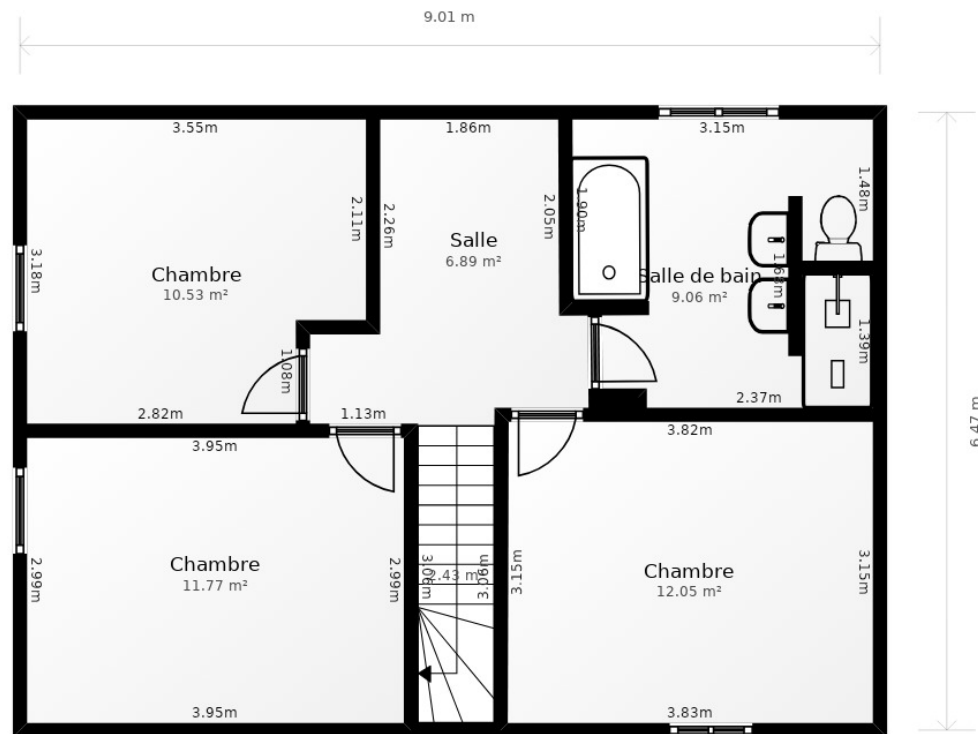 9.01 m
3.55m
1.86m
3.15m
2.11m
2.26m
2.05m
1.90m
1.48m
3.18m
Chambre
10.53 m²
Salle
6.89 m²
Salle de bain
9.06 m²
1.39m
1.08m
2.82m
1.13m
2.37m
6.47 m
3.95m
3.82m
Chambre
11.77 m²
2.99m
2.99m
3.06m
2.43 m²
3.06m
3.15m
Chambre
12.05 m²
3.15m
3.95m
3.83m